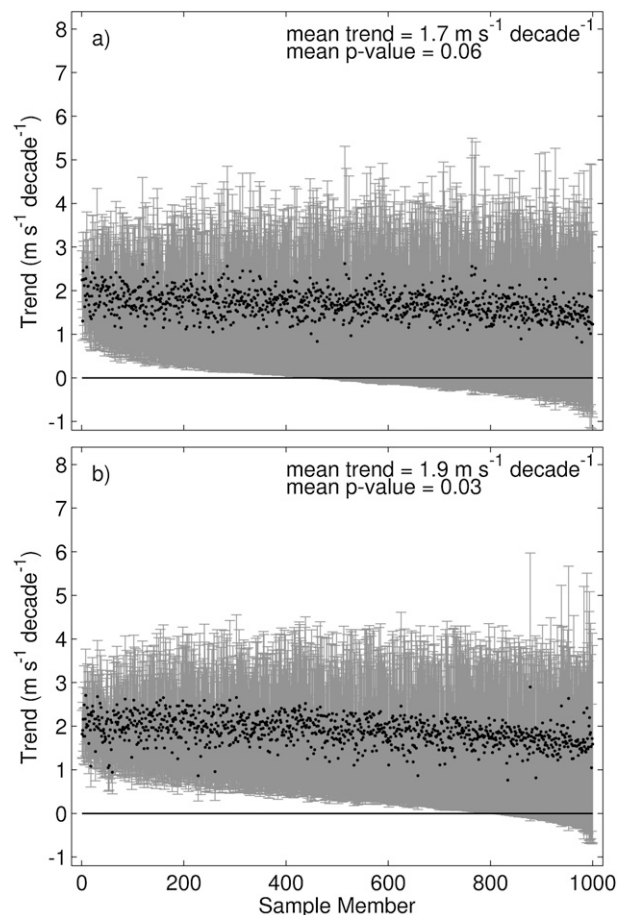 a)
mean trend = 1.7 m s⁻¹ decade⁻¹
mean p-value = 0.06
8
7
6
5
4
3
2
1
0
-1
Trend (m s⁻¹ decade⁻¹)
b)
mean trend = 1.9 m s⁻¹ decade⁻¹
mean p-value = 0.03
8
7
6
5
4
3
2
1
0
-1
Trend (m s⁻¹ decade⁻¹)
0 200 400 600 800 1000
Sample Member